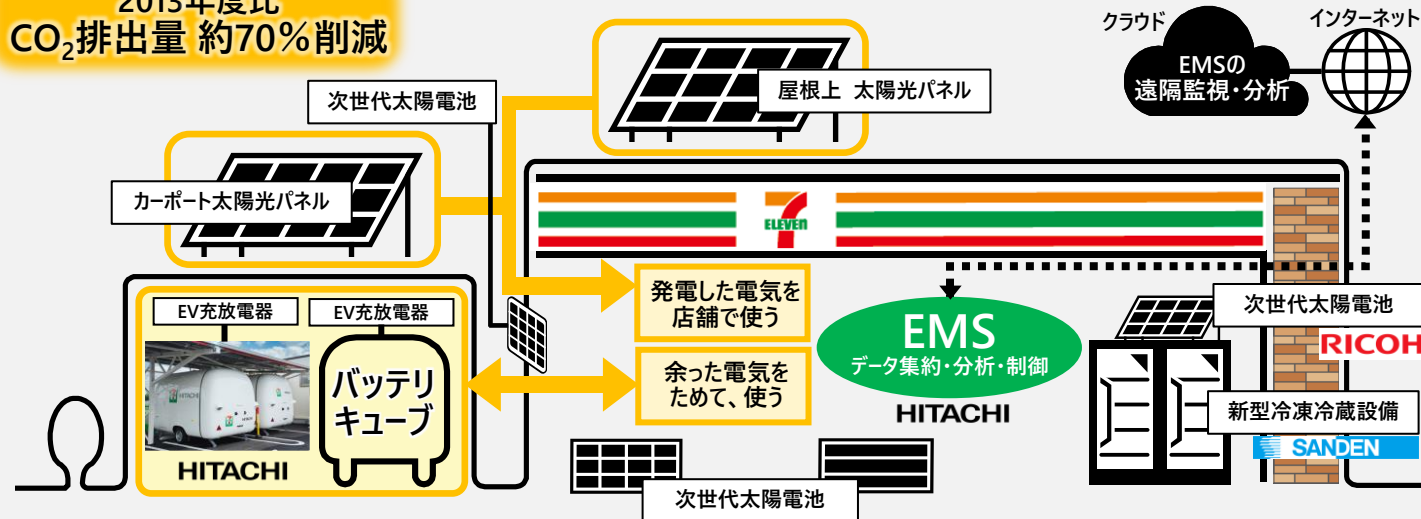 2013年度比
CO₂排出量 約70％削減
クラウド
インターネット
EMSの
遠隔監視・分析
次世代太陽電池
屋根上 太陽光パネル
カーポート太陽光パネル
7
ELEVEn
発電した電気を
店舗で使う
EV充放電器
EV充放電器
バッテリ
キューブ
HITACHI
余った電気を
ためて、使う
EMS
データ集約・分析・制御
HITACHI
次世代太陽電池
RICOH
新型冷凍冷蔵設備
SANDEN
次世代太陽電池